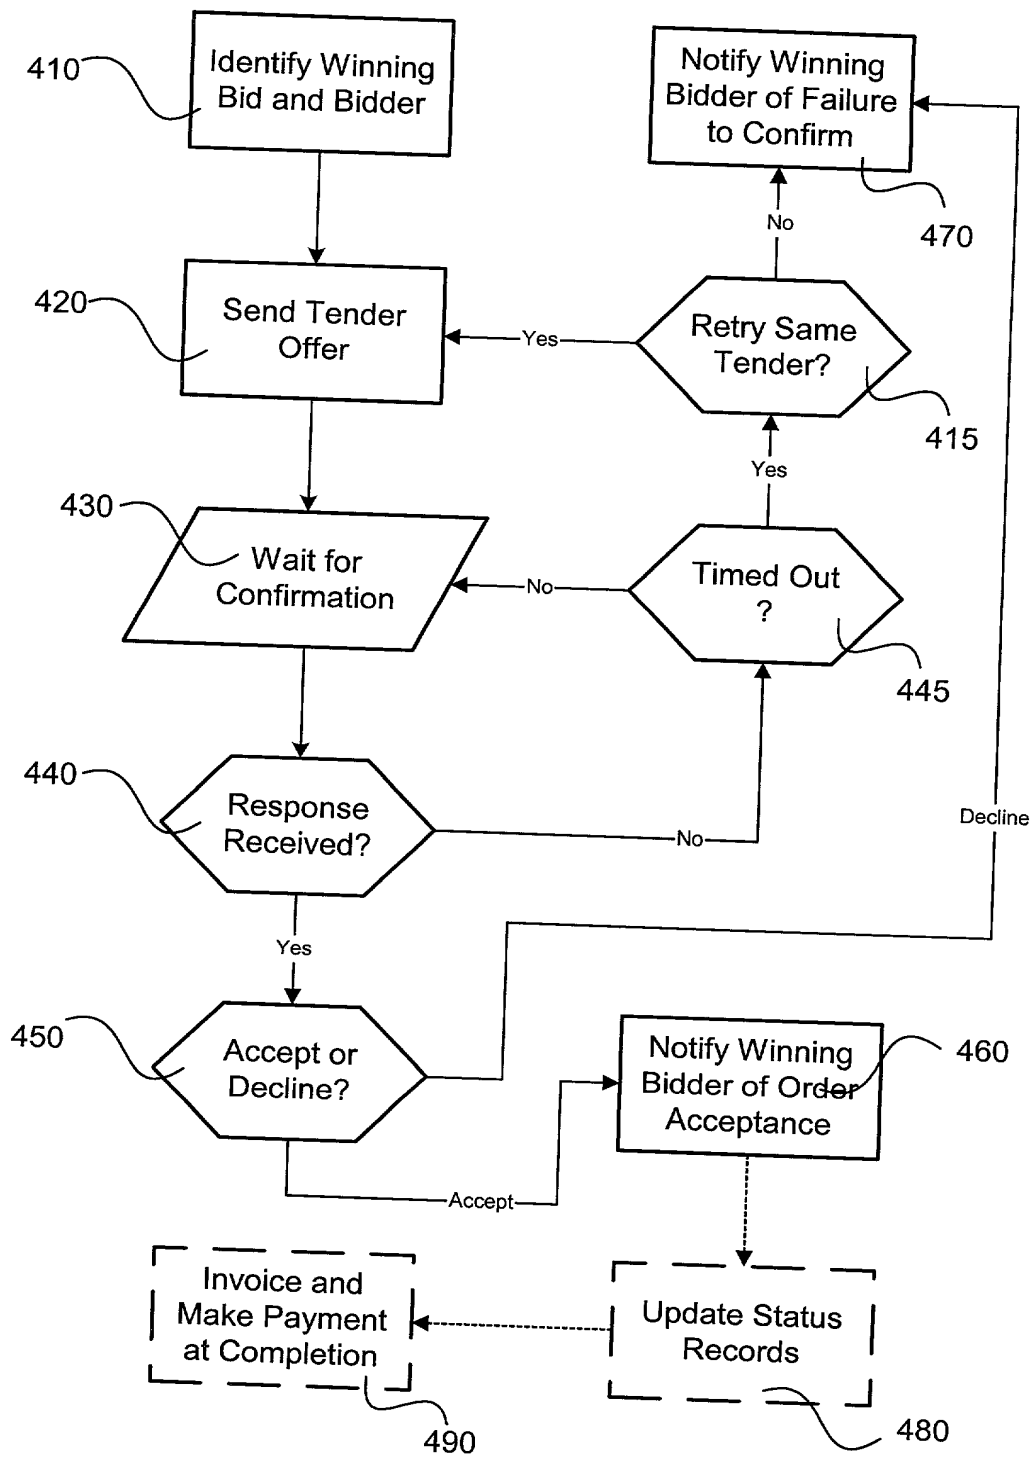 Identify Winning
Bid and Bidder
410
Notify Winning
Bidder of Failure
to Confirm
470
No
Send Tender
Offer
420
Yes
Retry Same
Tender?
415
Yes
Wait for
Confirmation
430
No
Timed Out
?
445
Response
Received?
440
No
Decline
Yes
Accept or
Decline?
450
Notify Winning
Bidder of Order
Acceptance
460
Accept
Invoice and
Make Payment
at Completion
490
Update Status
Records
480